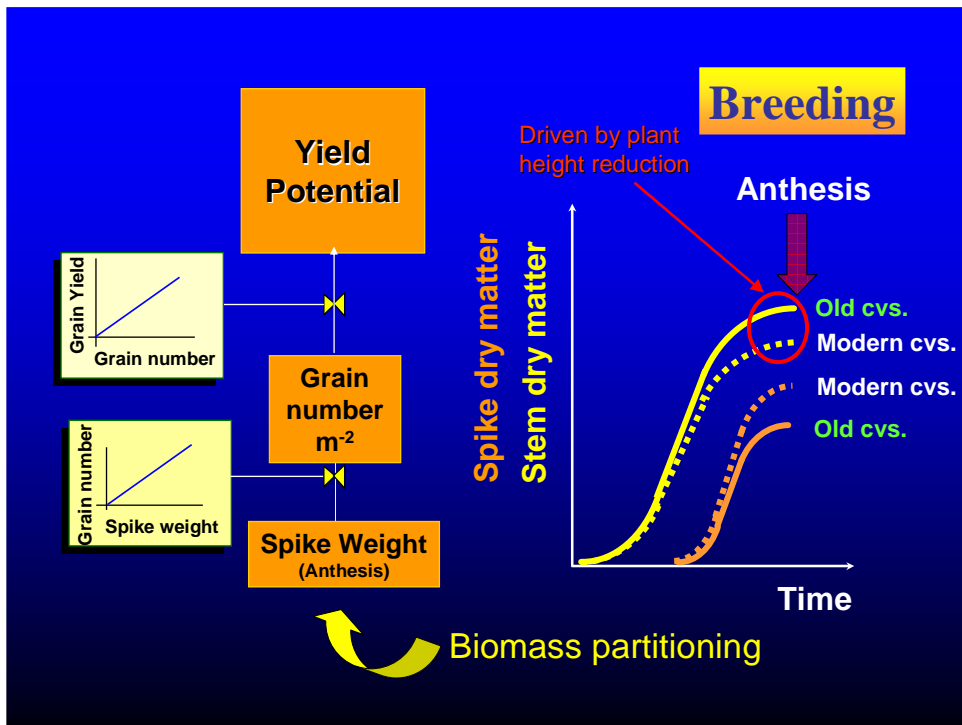 Breeding
Yield
Potential
Driven by plant
height reduction
Anthesis
Grain Yield
Grain number
Spike dry matter
Stem dry matter
Old cvs.
Modern cvs.
Modern cvs.
Old cvs.
Grain
number
m-2
Grain number
Spike weight
Spike Weight
(Anthesis)
Time
Biomass partitioning